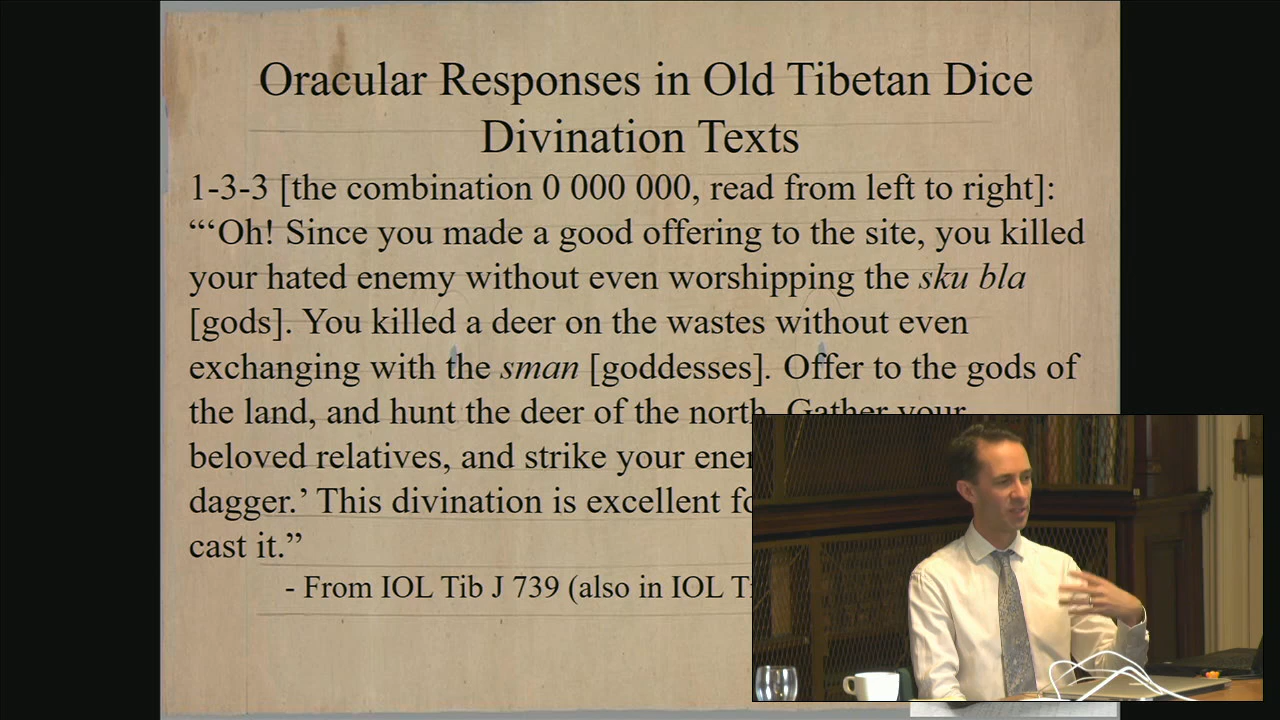 Oracular Responses in Old Tibetan Dice
Divination Texts
1-3-3 [the combination 0 000 000, read from left to right]:
“‘Oh! Since you made a good offering to the site, you killed
your hated enemy without even worshipping the sku bla
[gods]. You killed a deer on the wastes without even
exchanging with the sman [goddesses]. Offer to the gods of
the land, and hunt the deer of the north. Gather your
beloved relatives, and strike your
dagger.’ This divination is excellent
cast it.”
- From IOL Tib J 739 (also in IOL